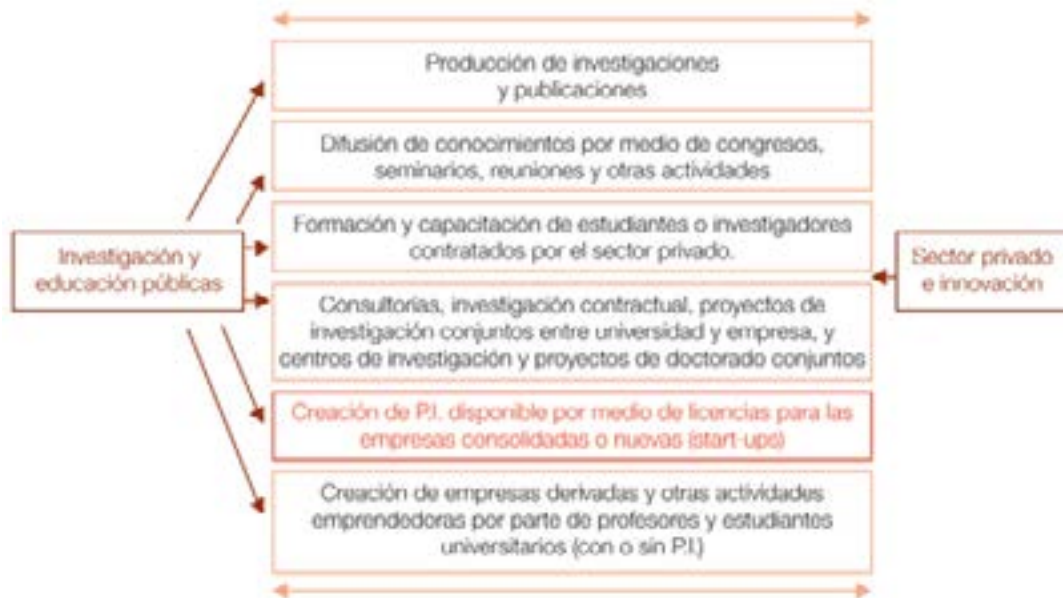 Producción de investigaciones
y publicaciones
Difusión de conocimientos por medio de congresos,
seminarios, reuniones y otras actividades
Formación y capacitación de estudiantes o investigadores
contratados por el sector privado.
Investigación y
educación públicas
Sector privado
e innovación
Consultorías, investigación contractual, proyectos de
investigación conjuntos entre universidad y empresa, y
centros de investigación y proyectos de doctorado conjuntos
Creación de P.I. disponible por medio de licencias para las
empresas consolidadas o nuevas (start-ups)
Creación de empresas derivadas y otras actividades
emprendedoras por parte de profesores y estudiantes
universitarios (con o sin P.I.)